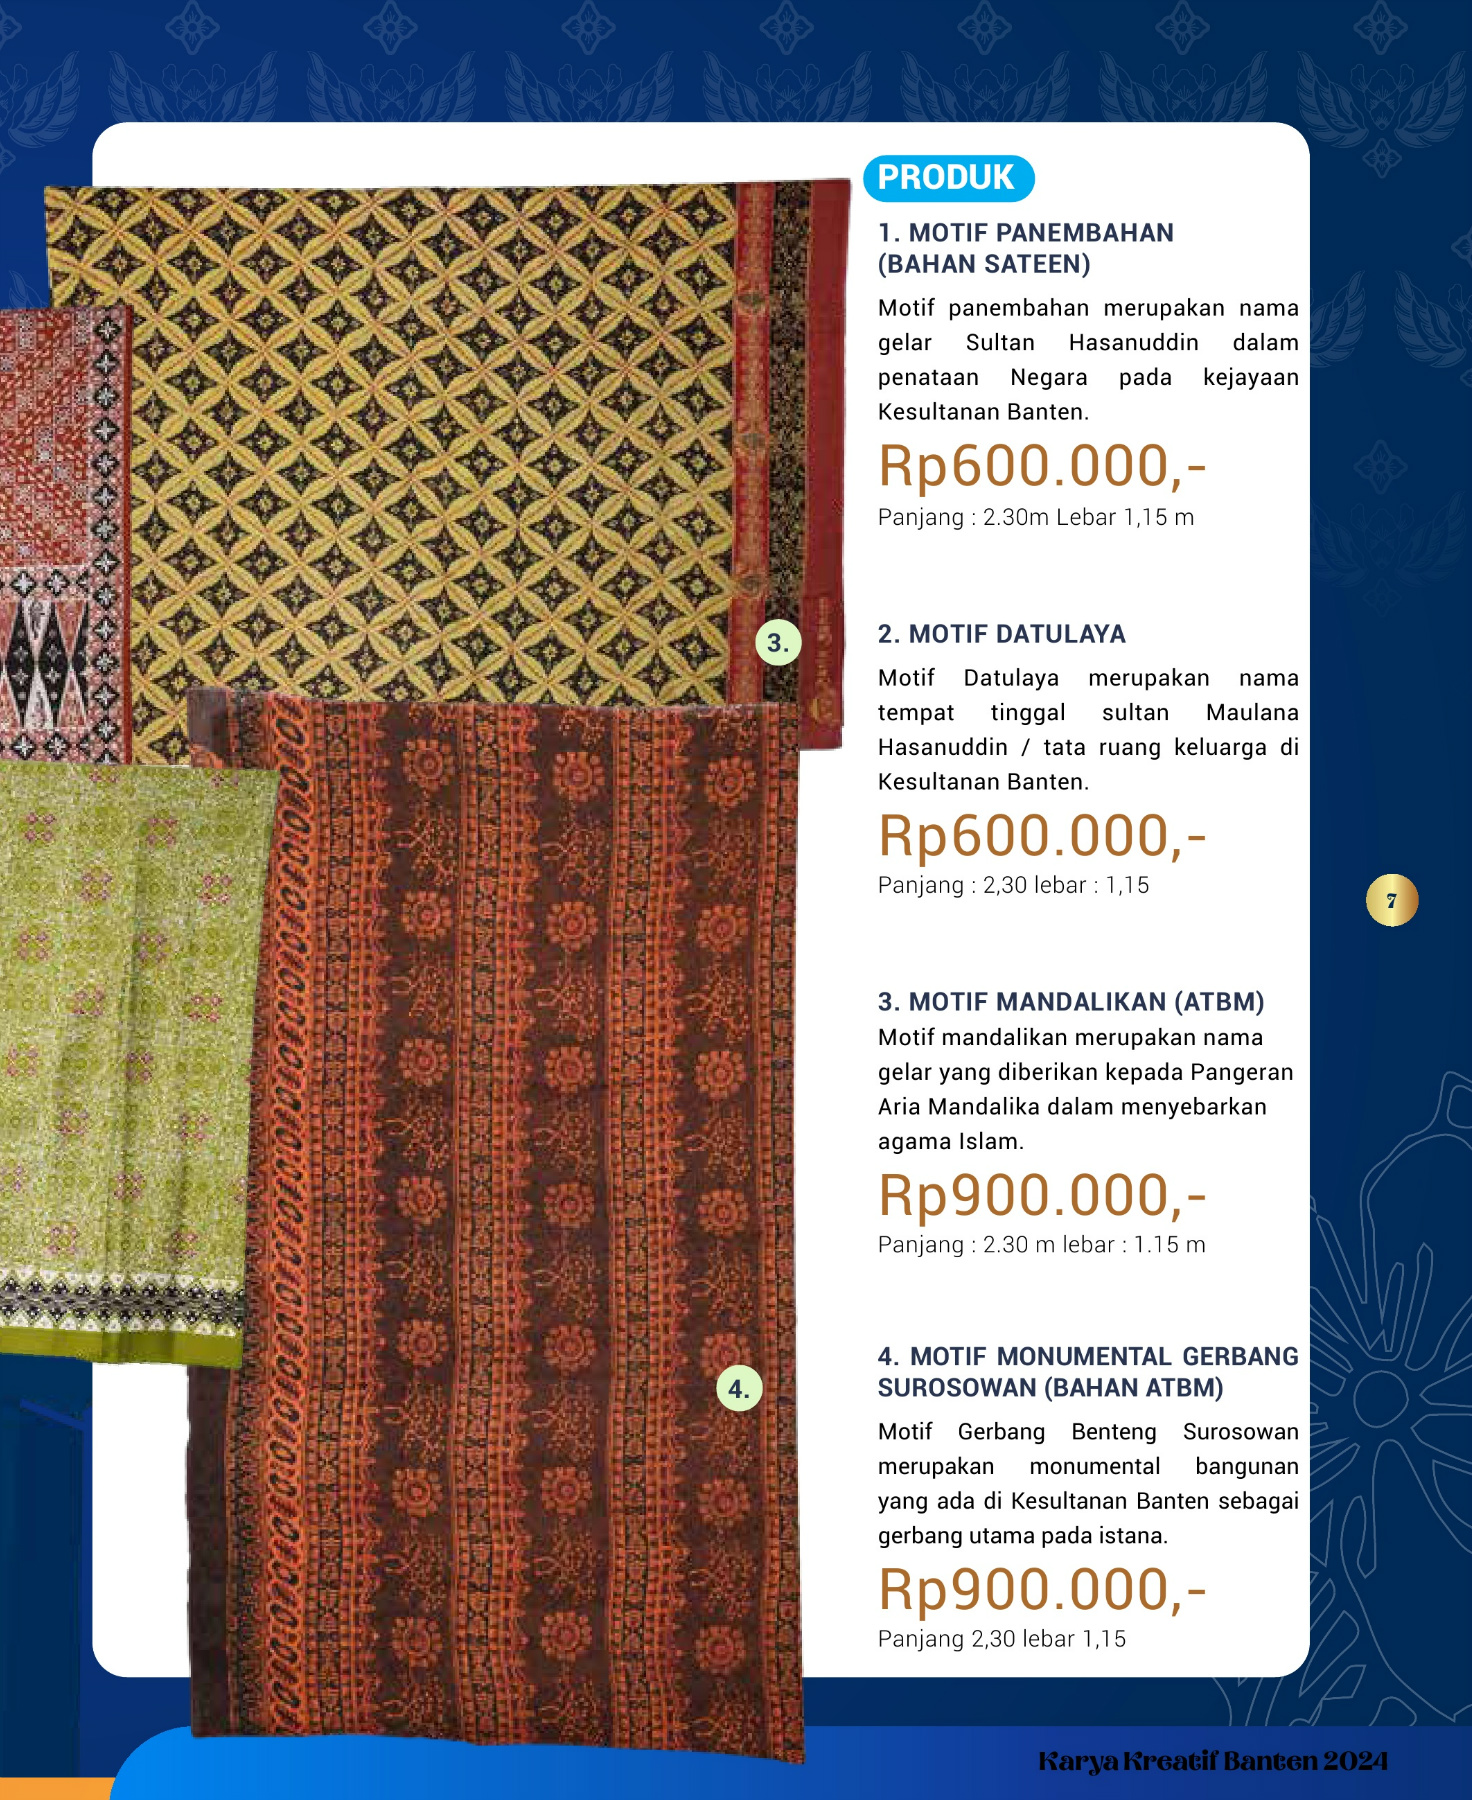 PRODUK
1. MOTIF PANEMBAHAN
(BAHAN SATEEN)
Motif panembahan merupakan nama
gelar Sultan Hasanuddin dalam
penataan Negara pada kejayaan
Kesultanan Banten.
Rp600.000,-
Panjang : 2.30m Lebar 1,15 m
2. MOTIF DATULAYA
Motif Datulaya merupakan nama
tempat tinggal sultan Maulana
Hasanuddin / tata ruang keluarga di
Kesultanan Banten.
Rp600.000,-
Panjang : 2,30 lebar : 1,15
3. MOTIF MANDALIKAN (ATBM)
Motif mandalikan merupakan nama
gelar yang diberikan kepada Pangeran
Aria Mandalika dalam menyebarkan
agama Islam.
Rp900.000,-
Panjang : 2.30 m lebar : 1.15 m
4. MOTIF MONUMENTAL GERBANG
SUROSOWAN (BAHAN ATBM)
Motif Gerbang Benteng Surosowan
merupakan monumental bangunan
yang ada di Kesultanan Banten sebagai
gerbang utama pada istana.
Rp900.000,-
Panjang 2,30 lebar 1,15
3.
4.
7
Karya Kreatif Banten 2024